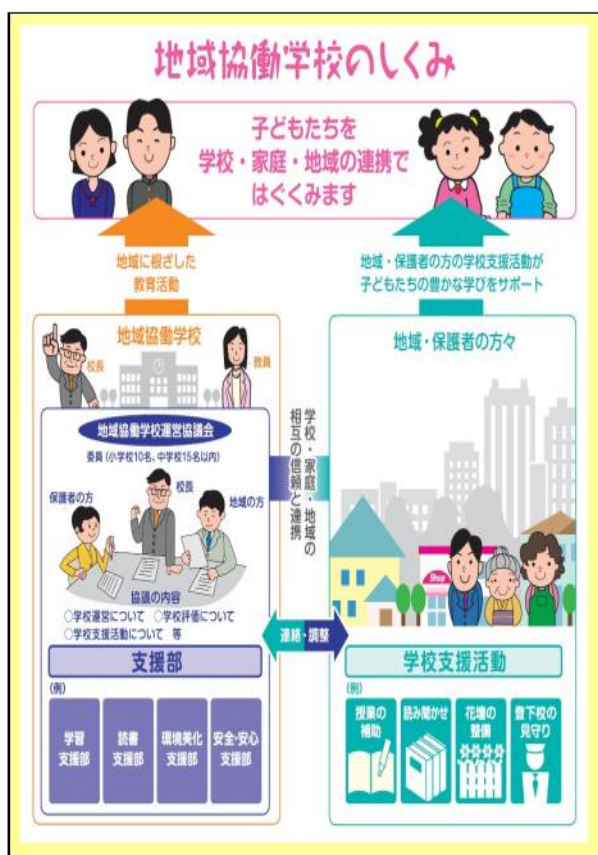 地域協働学校のしくみ
子どもたちを
学校・家庭・地域の連携で
はぐくみます
地域に根ざした
教育活動
地域・保護者の方の学校支援活動が
子どもたちの豊かな学びをサポート
地域協働学校
校長
教員
地域協働学校運営協議会
委員（小学校10名、中学校15名以内）
保護者の方
校長
地域の方
協議の内容
○学校運営について ○学校評価について
○学校支援活動について 等
支援部
(例)
学習
支援部
読書
支援部
環境美化
支援部
安全・安心
支援部
学校・家庭・地域の
相互の信頼と連携
連絡・調整
地域・保護者の方々
Shop
学校支援活動
(例)
授業の
補助
読み聞かせ
花壇の
整備
登下校の
見守り